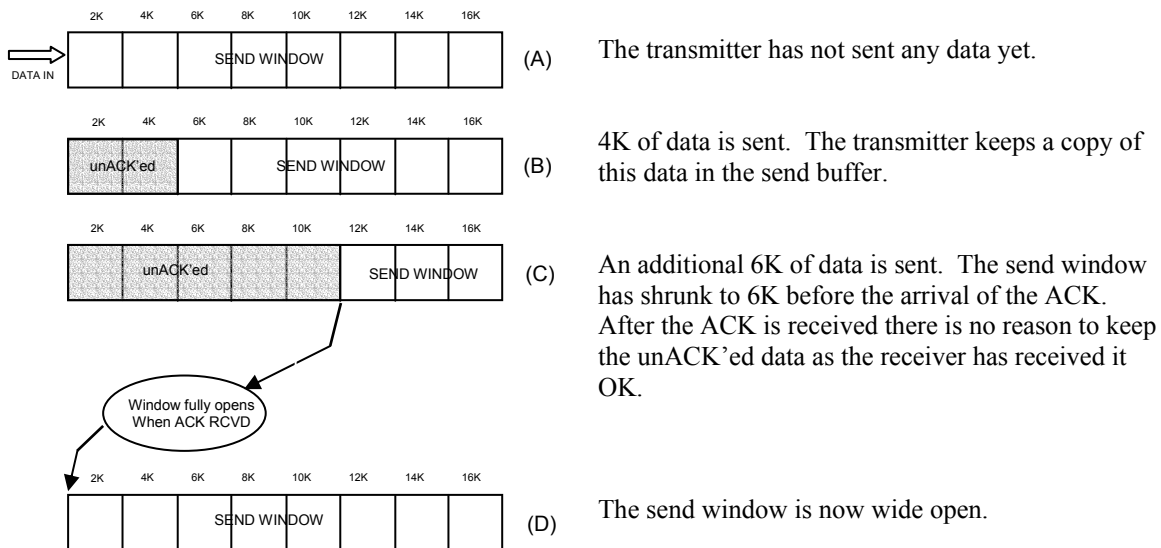 2K 4K 6K 8K 10K 12K 14K 16K
DATA IN
SEND WINDOW
(A)
The transmitter has not sent any data yet.
2K 4K 6K 8K 10K 12K 14K 16K
unACK'ed
SEND WINDOW
(B)
4K of data is sent. The transmitter keeps a copy of
this data in the send buffer.
2K 4K 6K 8K 10K 12K 14K 16K
unACK'ed
SEND WINDOW
(C)
An additional 6K of data is sent. The send window
has shrunk to 6K before the arrival of the ACK.
After the ACK is received there is no reason to keep
the unACK'ed data as the receiver has received it
OK.
Window fully opens
When ACK RCVD
2K 4K 6K 8K 10K 12K 14K 16K
SEND WINDOW
(D)
The send window is now wide open.